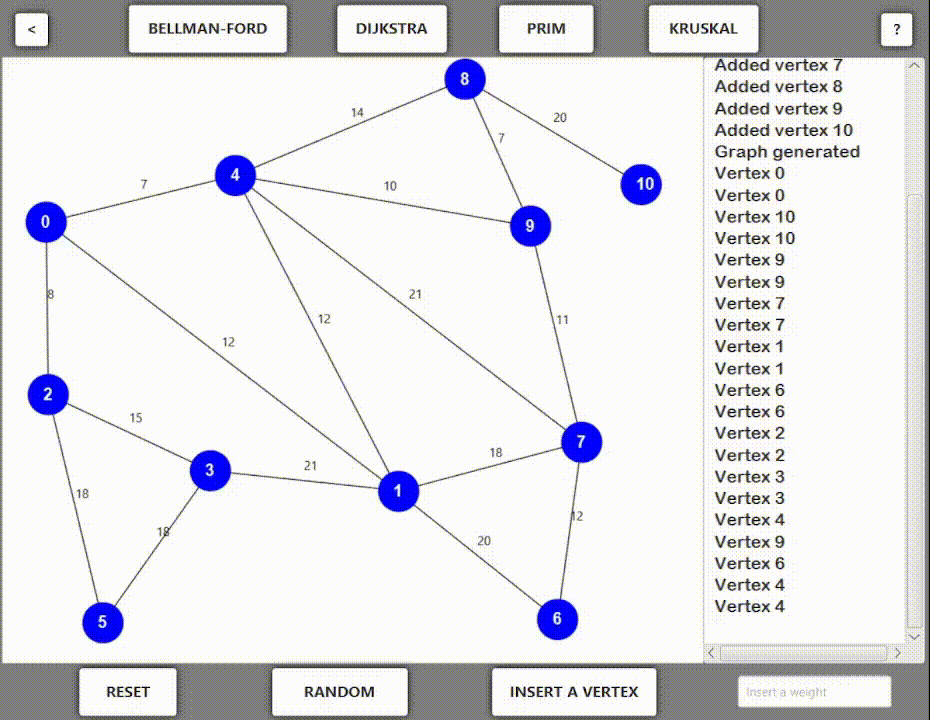 < BELLMAN-FORD DIJKSTRA PRIM KRUSKAL ?
Added vertex 7
Added vertex 8
Added vertex 9
Added vertex 10
Graph generated
Vertex 0
Vertex 0
Vertex 10
Vertex 10
Vertex 9
Vertex 9
Vertex 7
Vertex 7
Vertex 1
Vertex 1
Vertex 6
Vertex 6
Vertex 2
Vertex 2
Vertex 3
Vertex 3
Vertex 4
Vertex 9
Vertex 6
Vertex 4
Vertex 4
8
14
20
7
4
10
7
10
0
9
8
21
12
11
12
2
15
7
18
3
21
1
18
18
12
20
5
6
RESET RANDOM INSERT A VERTEX Insert a weight